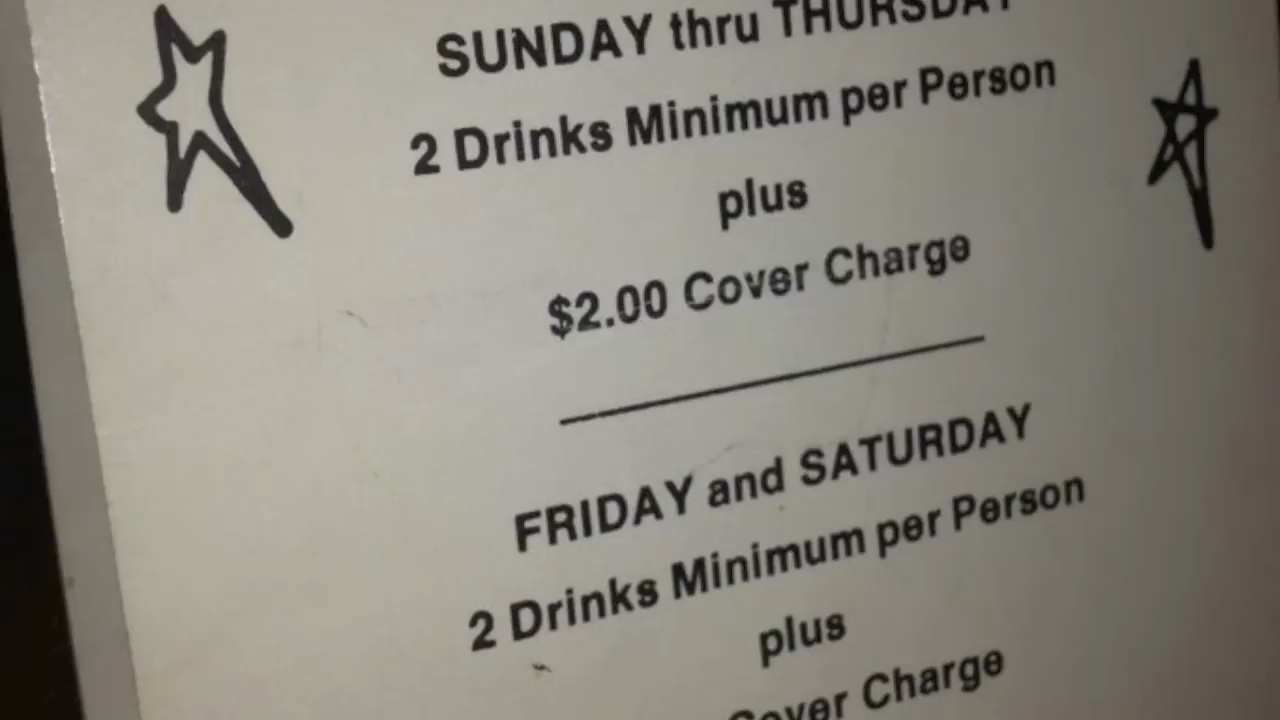 SUNDAY thru THURSDAY
2 Drinks Minimum per Person
plus
$2.00 Cover Charge
FRIDAY and SATURDAY
2 Drinks Minimum per Person
plus
Cover Charge